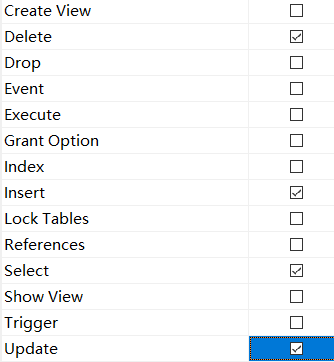 Create View
Delete
Drop
Event
Execute
Grant Option
Index
Insert
Lock Tables
References
Select
Show View
Trigger
Update